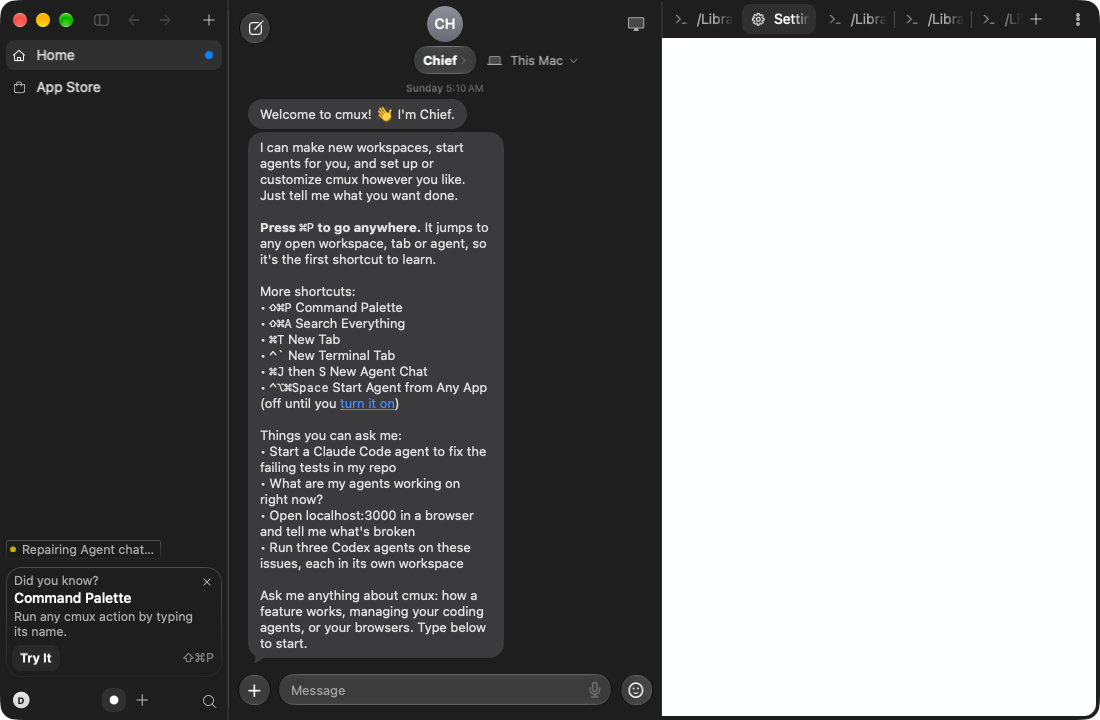 Home
App Store
Repairing Agent chat...
Did you know?
Command Palette
Run any cmux action by typing
its name.
Try It
⇧⌘P
D
CH
Chief
This Mac
Sunday 5:10 AM
Welcome to cmux! 👋 I'm Chief.
I can make new workspaces, start
agents for you, and set up or
customize cmux however you like.
Just tell me what you want done.
Press ⌘P to go anywhere. It jumps to
any open workspace, tab or agent, so
it's the first shortcut to learn.
More shortcuts:
• ⇧⌘P Command Palette
• ⇧⌘A Search Everything
• ⌘T New Tab
• ^` New Terminal Tab
• ⌘J then S New Agent Chat
• ^⌥⌘Space Start Agent from Any App
(off until you turn it on)
Things you can ask me:
• Start a Claude Code agent to fix the
failing tests in my repo
• What are my agents working on
right now?
• Open localhost:3000 in a browser
and tell me what's broken
• Run three Codex agents on these
issues, each in its own workspace
Ask me anything about cmux: how a
feature works, managing your coding
agents, or your browsers. Type below
to start.
Message
/Libra
Settin
/Libra
/Libra
/Li